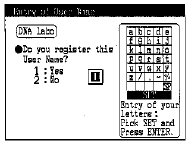 Entry of User Name
DNA Labo
●Do you register this
User Name?
1 : Yes
2 : No
1
a b c d e
f g h i j
k l m n o
p q r s t
u v w x y
z / . - %
SP
SET
Entry of your
letters:
Pick SET and
Press ENTER.